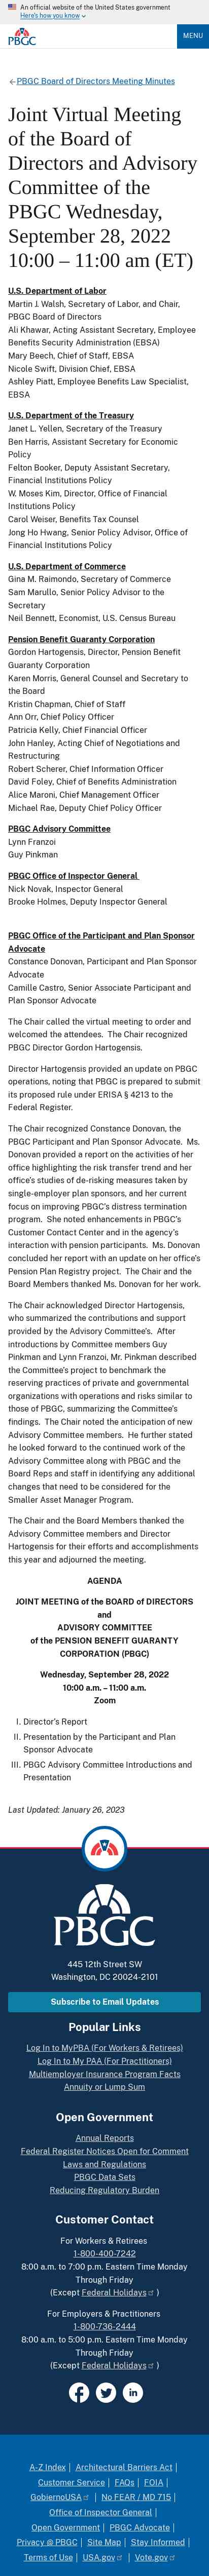 An official website of the United States government
Here's how you know
PBGC
MENU
PBGC Board of Directors Meeting Minutes
Joint Virtual Meeting
of the Board of
Directors and Advisory
Committee of the
PBGC Wednesday,
September 28, 2022
10:00 – 11:00 am (ET)
U.S. Department of Labor
Martin J. Walsh, Secretary of Labor, and Chair,
PBGC Board of Directors
Ali Khawar, Acting Assistant Secretary, Employee
Benefits Security Administration (EBSA)
Mary Beech, Chief of Staff, EBSA
Nicole Swift, Division Chief, EBSA
Ashley Piatt, Employee Benefits Law Specialist,
EBSA
U.S. Department of the Treasury
Janet L. Yellen, Secretary of the Treasury
Ben Harris, Assistant Secretary for Economic
Policy
Felton Booker, Deputy Assistant Secretary,
Financial Institutions Policy
W. Moses Kim, Director, Office of Financial
Institutions Policy
Carol Weiser, Benefits Tax Counsel
Jong Ho Hwang, Senior Policy Advisor, Office of
Financial Institutions Policy
U.S. Department of Commerce
Gina M. Raimondo, Secretary of Commerce
Sam Marullo, Senior Policy Advisor to the
Secretary
Neil Bennett, Economist, U.S. Census Bureau
Pension Benefit Guaranty Corporation
Gordon Hartogensis, Director, Pension Benefit
Guaranty Corporation
Karen Morris, General Counsel and Secretary to
the Board
Kristin Chapman, Chief of Staff
Ann Orr, Chief Policy Officer
Patricia Kelly, Chief Financial Officer
John Hanley, Acting Chief of Negotiations and
Restructuring
Robert Scherer, Chief Information Officer
David Foley, Chief of Benefits Administration
Alice Maroni, Chief Management Officer
Michael Rae, Deputy Chief Policy Officer
PBGC Advisory Committee
Lynn Franzoi
Guy Pinkman
PBGC Office of Inspector General
Nick Novak, Inspector General
Brooke Holmes, Deputy Inspector General
PBGC Office of the Participant and Plan Sponsor
Advocate
Constance Donovan, Participant and Plan Sponsor
Advocate
Camille Castro, Senior Associate Participant and
Plan Sponsor Advocate
The Chair called the virtual meeting to order and
welcomed the attendees. The Chair recognized
PBGC Director Gordon Hartogensis.
Director Hartogensis provided an update on PBGC
operations, noting that PBGC is prepared to submit
its proposed rule under ERISA § 4213 to the
Federal Register.
The Chair recognized Constance Donovan, the
PBGC Participant and Plan Sponsor Advocate. Ms.
Donovan provided a report on the activities of her
office highlighting the risk transfer trend and her
view of the disparate regulatory treatment of
single-employer plan sponsors, and her current
view of PBGC's informal distress termination
program. She noted enhancements in PBGC's
Customer Contact Center and in the agency's
interaction with pension participants. Ms. Donovan
concluded her report with an update on her office's
Pension Plan Registry project. The Chair and the
Board Members thanked Ms. Donovan for her work.
The Chair acknowledged Director Hartogensis,
who similarly expressed appreciation for the
contributions and subject matter expert support
provided by the Advisory Committee's. After
introductions by Committee members Guy
Pinkman and Lynn Franzoi, Mr. Pinkman described
the Committee's project to benchmark the
pension related operations and asset class
categorizations in organizations with roles and
portfolio sizes similar to those of PBGC,
summarizing the Committee's observations and
findings. The Chair noted the anticipation of new
Advisory Committee members. He further stated
that he looked forward to the continued work of
Advisory Committee along with PBGC and the
Board Reps and staff in identifying any additional
changes that encourage the inclusion of the
Smaller Asset Manager Program.
The Chair and the Board Members thanked the
Advisory Committee members and Director
Hartogensis for their support and accomplishments
this year and adjourned the meeting.
AGENDA
JOINT MEETING of the BOARD of DIRECTORS
and
ADVISORY COMMITTEE
of the PENSION BENEFIT GUARANTY
CORPORATION (PBGC)
Wednesday, September 28, 2022
10:00 a.m. – 11:00 a.m.
Zoom
I. Director's Report
II. Presentation by the Participant and Plan
Sponsor Advocate
III. PBGC Advisory Committee Introductions and
Presentation
Last Updated: January 26, 2023
PBGC
445 12th Street SW
Washington, DC 20024-2101
Subscribe to Email Updates
Popular Links
Log In to MyPBA (For Workers & Retirees)
Log In to My PAA (For Practitioners)
Multiemployer Insurance Program Facts
Annuity or Lump Sum
Open Government
Annual Reports
Federal Register Notices Open for Comment
Laws and Regulations
PBGC Data Sets
Reducing Regulatory Burden
Customer Contact
For Workers & Retirees
1-800-400-7242
8:00 a.m. to 7:00 p.m. Eastern Time Monday
Through Friday
(Except Federal Holidays )
For Employers & Practitioners
1-800-736-2444
8:00 a.m. to 5:00 p.m. Eastern Time Monday
Through Friday
(Except Federal Holidays )
A-Z Index | Architectural Barriers Act |
Customer Service | FAQs | FOIA |
GobiernoUSA | No FEAR / MD 715 |
Office of Inspector General |
Open Government | PBGC Advocate |
Privacy @ PBGC | Site Map | Stay Informed |
Terms of Use | USA.gov | Vote.gov